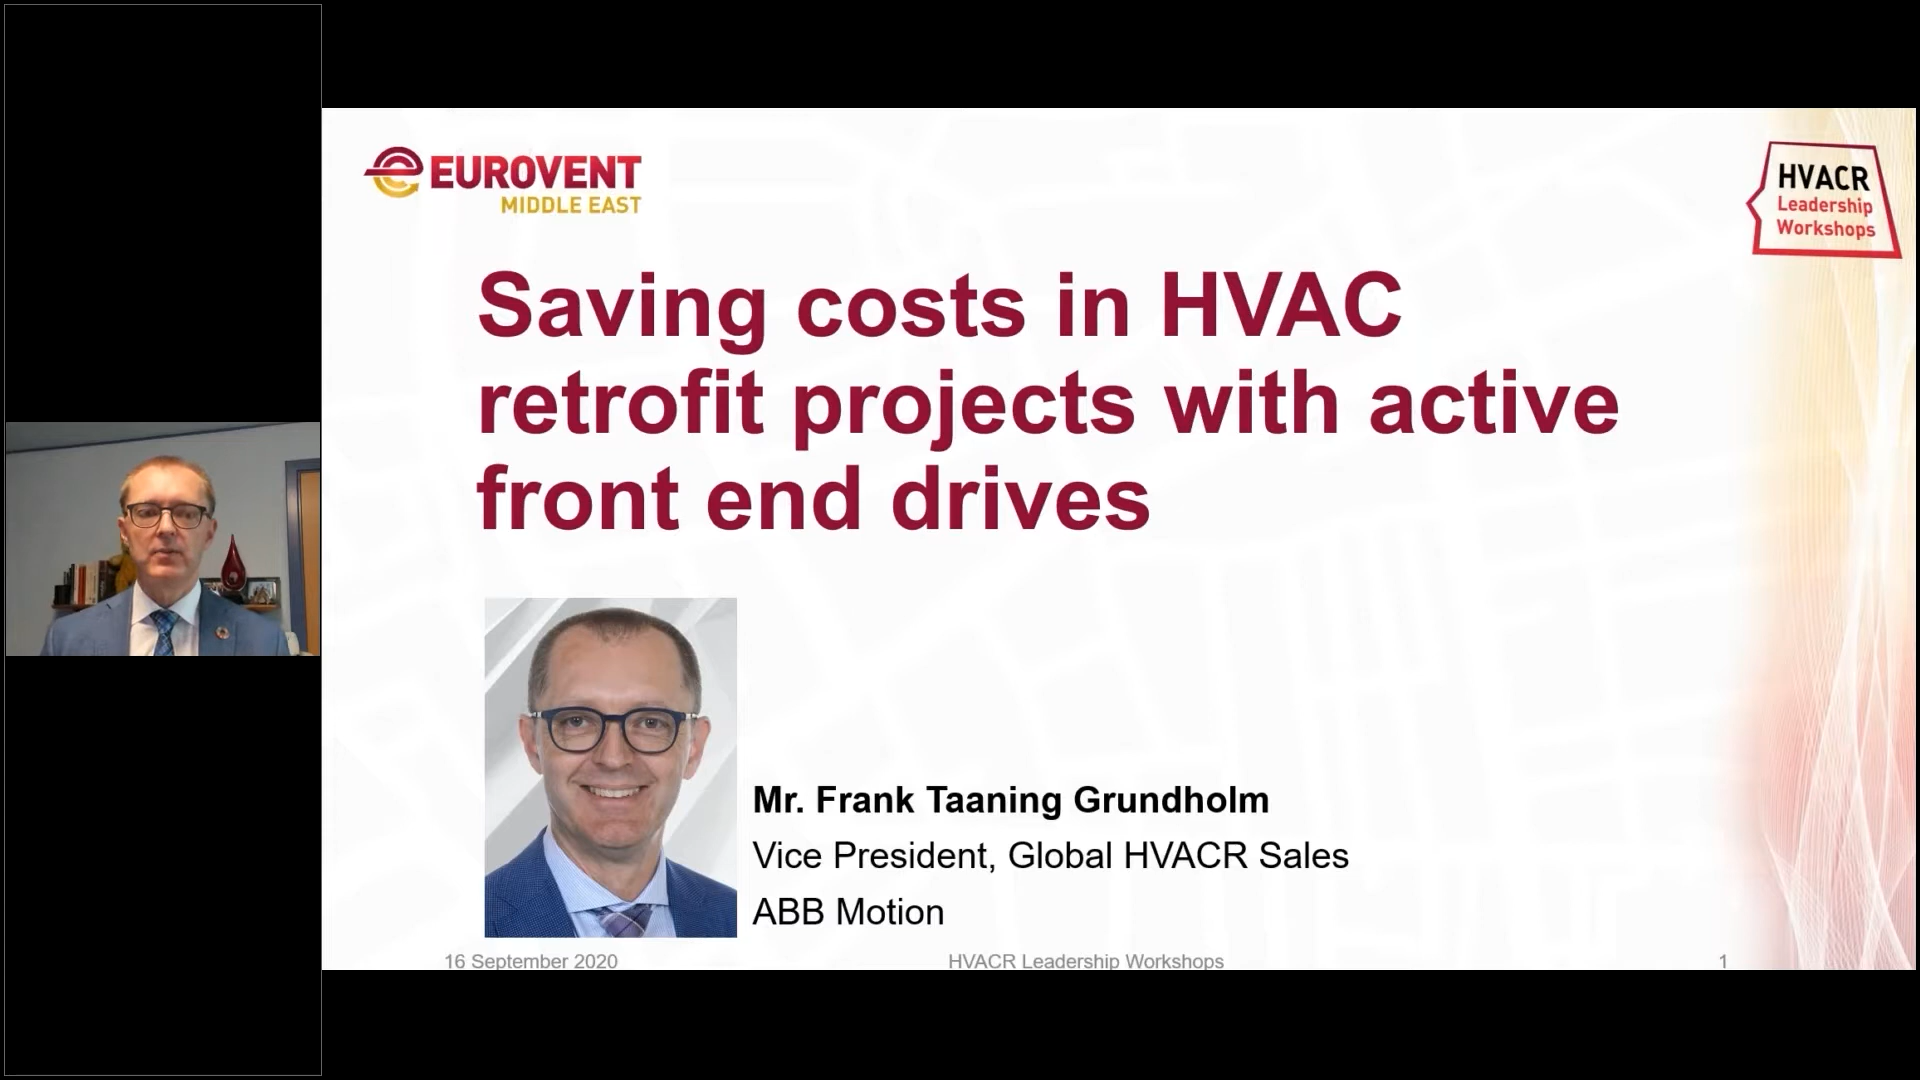 EUROVENT
MIDDLE EAST
HVACR
Leadership
Workshops
Saving costs in HVAC
retrofit projects with active
front end drives
Mr. Frank Taaning Grundholm
Vice President, Global HVACR Sales
ABB Motion
16 September 2020
HVACR Leadership Workshops
1